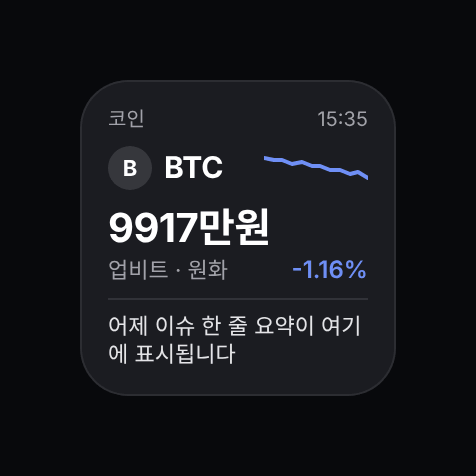 코인 15:35
B BTC
9917만원
업비트 · 원화 -1.16%
어제 이슈 한 줄 요약이 여기
에 표시됩니다